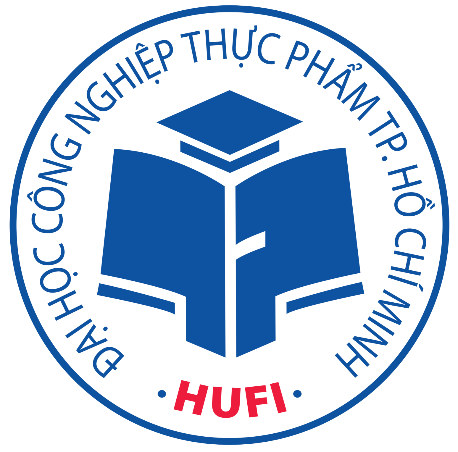 ĐẠI HỌC CÔNG NGHIỆP THỰC PHẨM TP. HỒ CHÍ MINH
• HUFI •